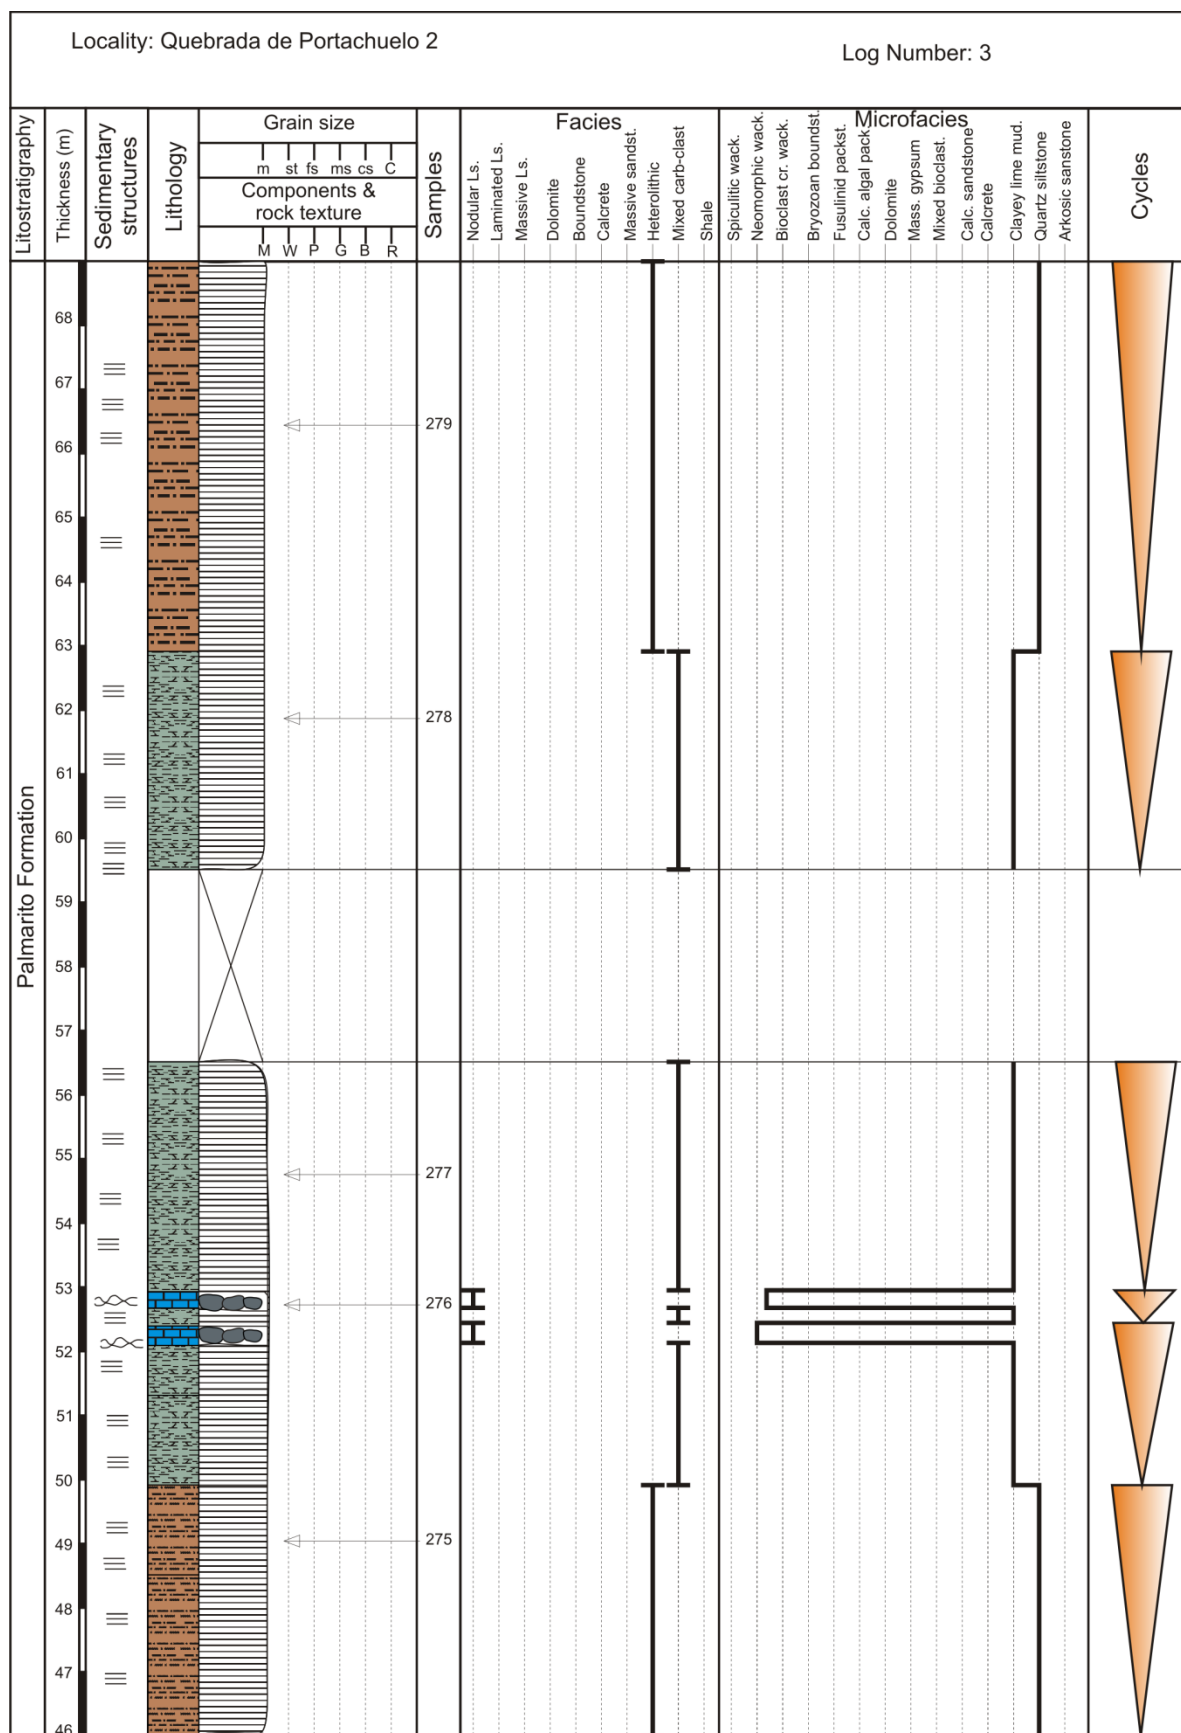 Locality: Quebrada de Portachuelo 2
Log Number: 3
Litostratigraphy
Thickness (m)
Sedimentary
structures
Lithology
Grain size
m st fs ms cs C
Components &
rock texture
M W P G B R
Samples
Facies
Nodular Ls.
Laminated Ls.
Massive Ls.
Dolomite
Boundstone
Calcrete
Massive sandst.
Heterolithic
Mixed carb-clast
Shale
Microfacies
Spiculitic wack.
Neomorphic wack.
Bioclast cr. wack.
Bryozoan boundst.
Fusulinid packst.
Calc. algal pack.
Dolomite
Mass. gypsum
Mixed bioclast.
Calc. sandstone
Calcrete
Clayey lime mud.
Quartz siltstone
Arkosic sanstone
Cycles
Palmarito Formation
68
67
279
66
65
64
63
62
278
61
60
59
58
57
56
55
277
54
53
276
52
51
50
49
275
48
47
46